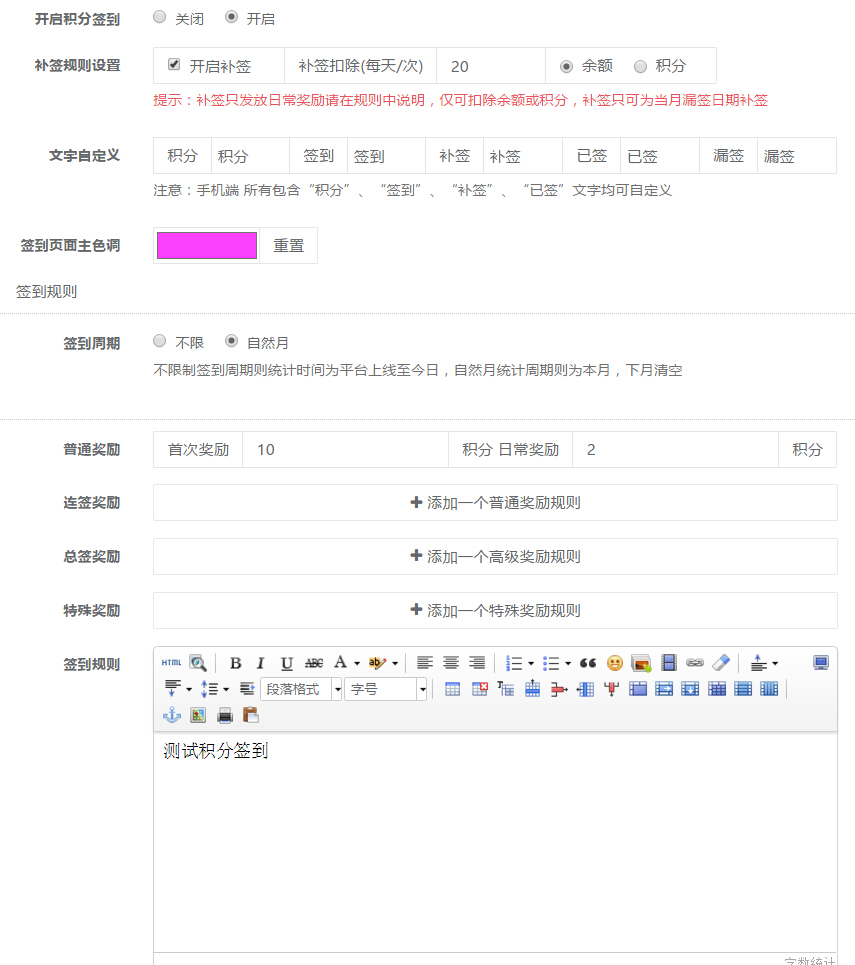 开启积分签到 关闭 开启
补签规则设置 开启补签 补签扣除(每天/次) 20 余额 积分
提示：补签只发放日常奖励请在规则中说明，仅可扣除余额或积分，补签只可为当月漏签日期补签
文字自定义 积分 积分 签到 签到 补签 补签 已签 已签 漏签 漏签
注意：手机端 所有包含“积分”、“签到”、“补签”、“已签”文字均可自定义
签到页面主色调 重置
签到规则
签到周期 不限 自然月
不限制签到周期则统计时间为平台上线至今日，自然月统计周期则为本月，下月清空
普通奖励 首次奖励 10 积分 日常奖励 2 积分
连签奖励 添加一个普通奖励规则
总签奖励 添加一个高级奖励规则
特殊奖励 添加一个特殊奖励规则
签到规则 HTML B I U ABC A ab
段落格式 字号
测试积分签到
字数统计